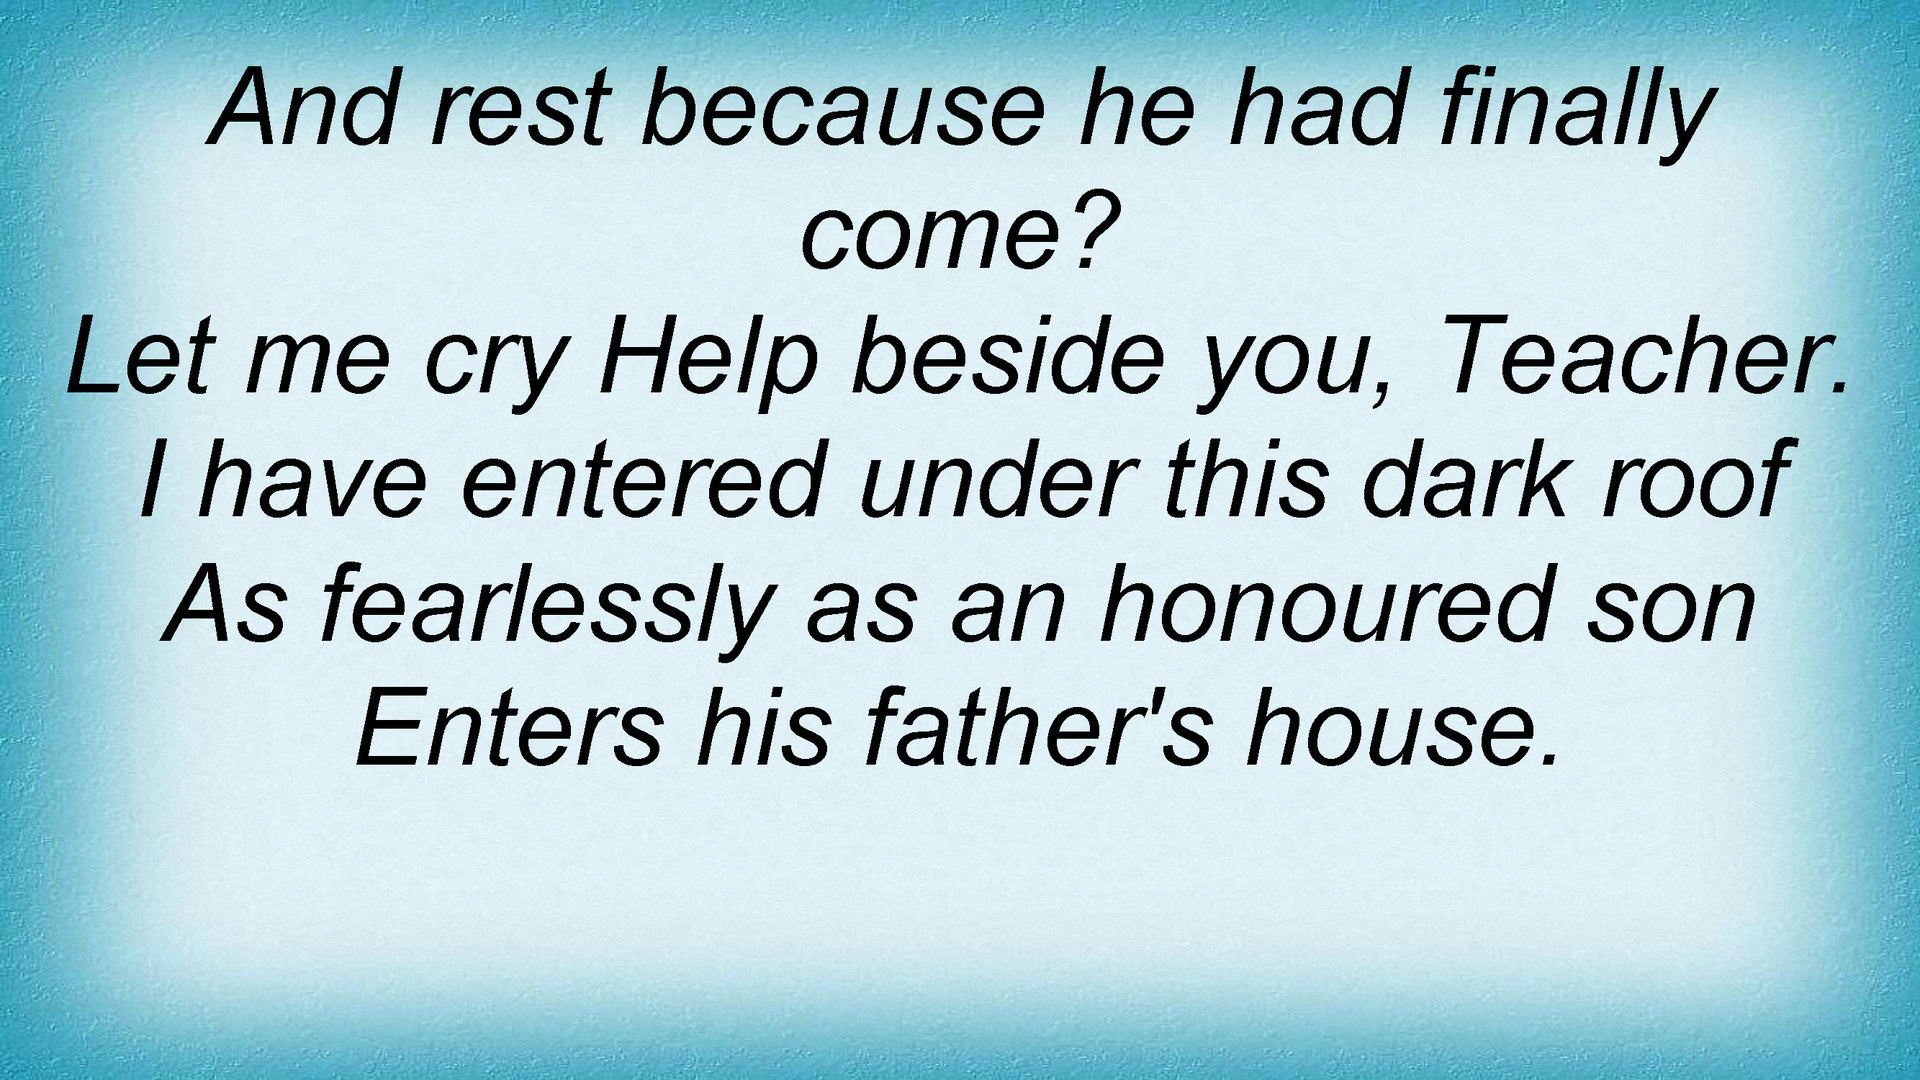 And rest because he had finally
come?
Let me cry Help beside you, Teacher.
I have entered under this dark roof
As fearlessly as an honoured son
Enters his father's house.